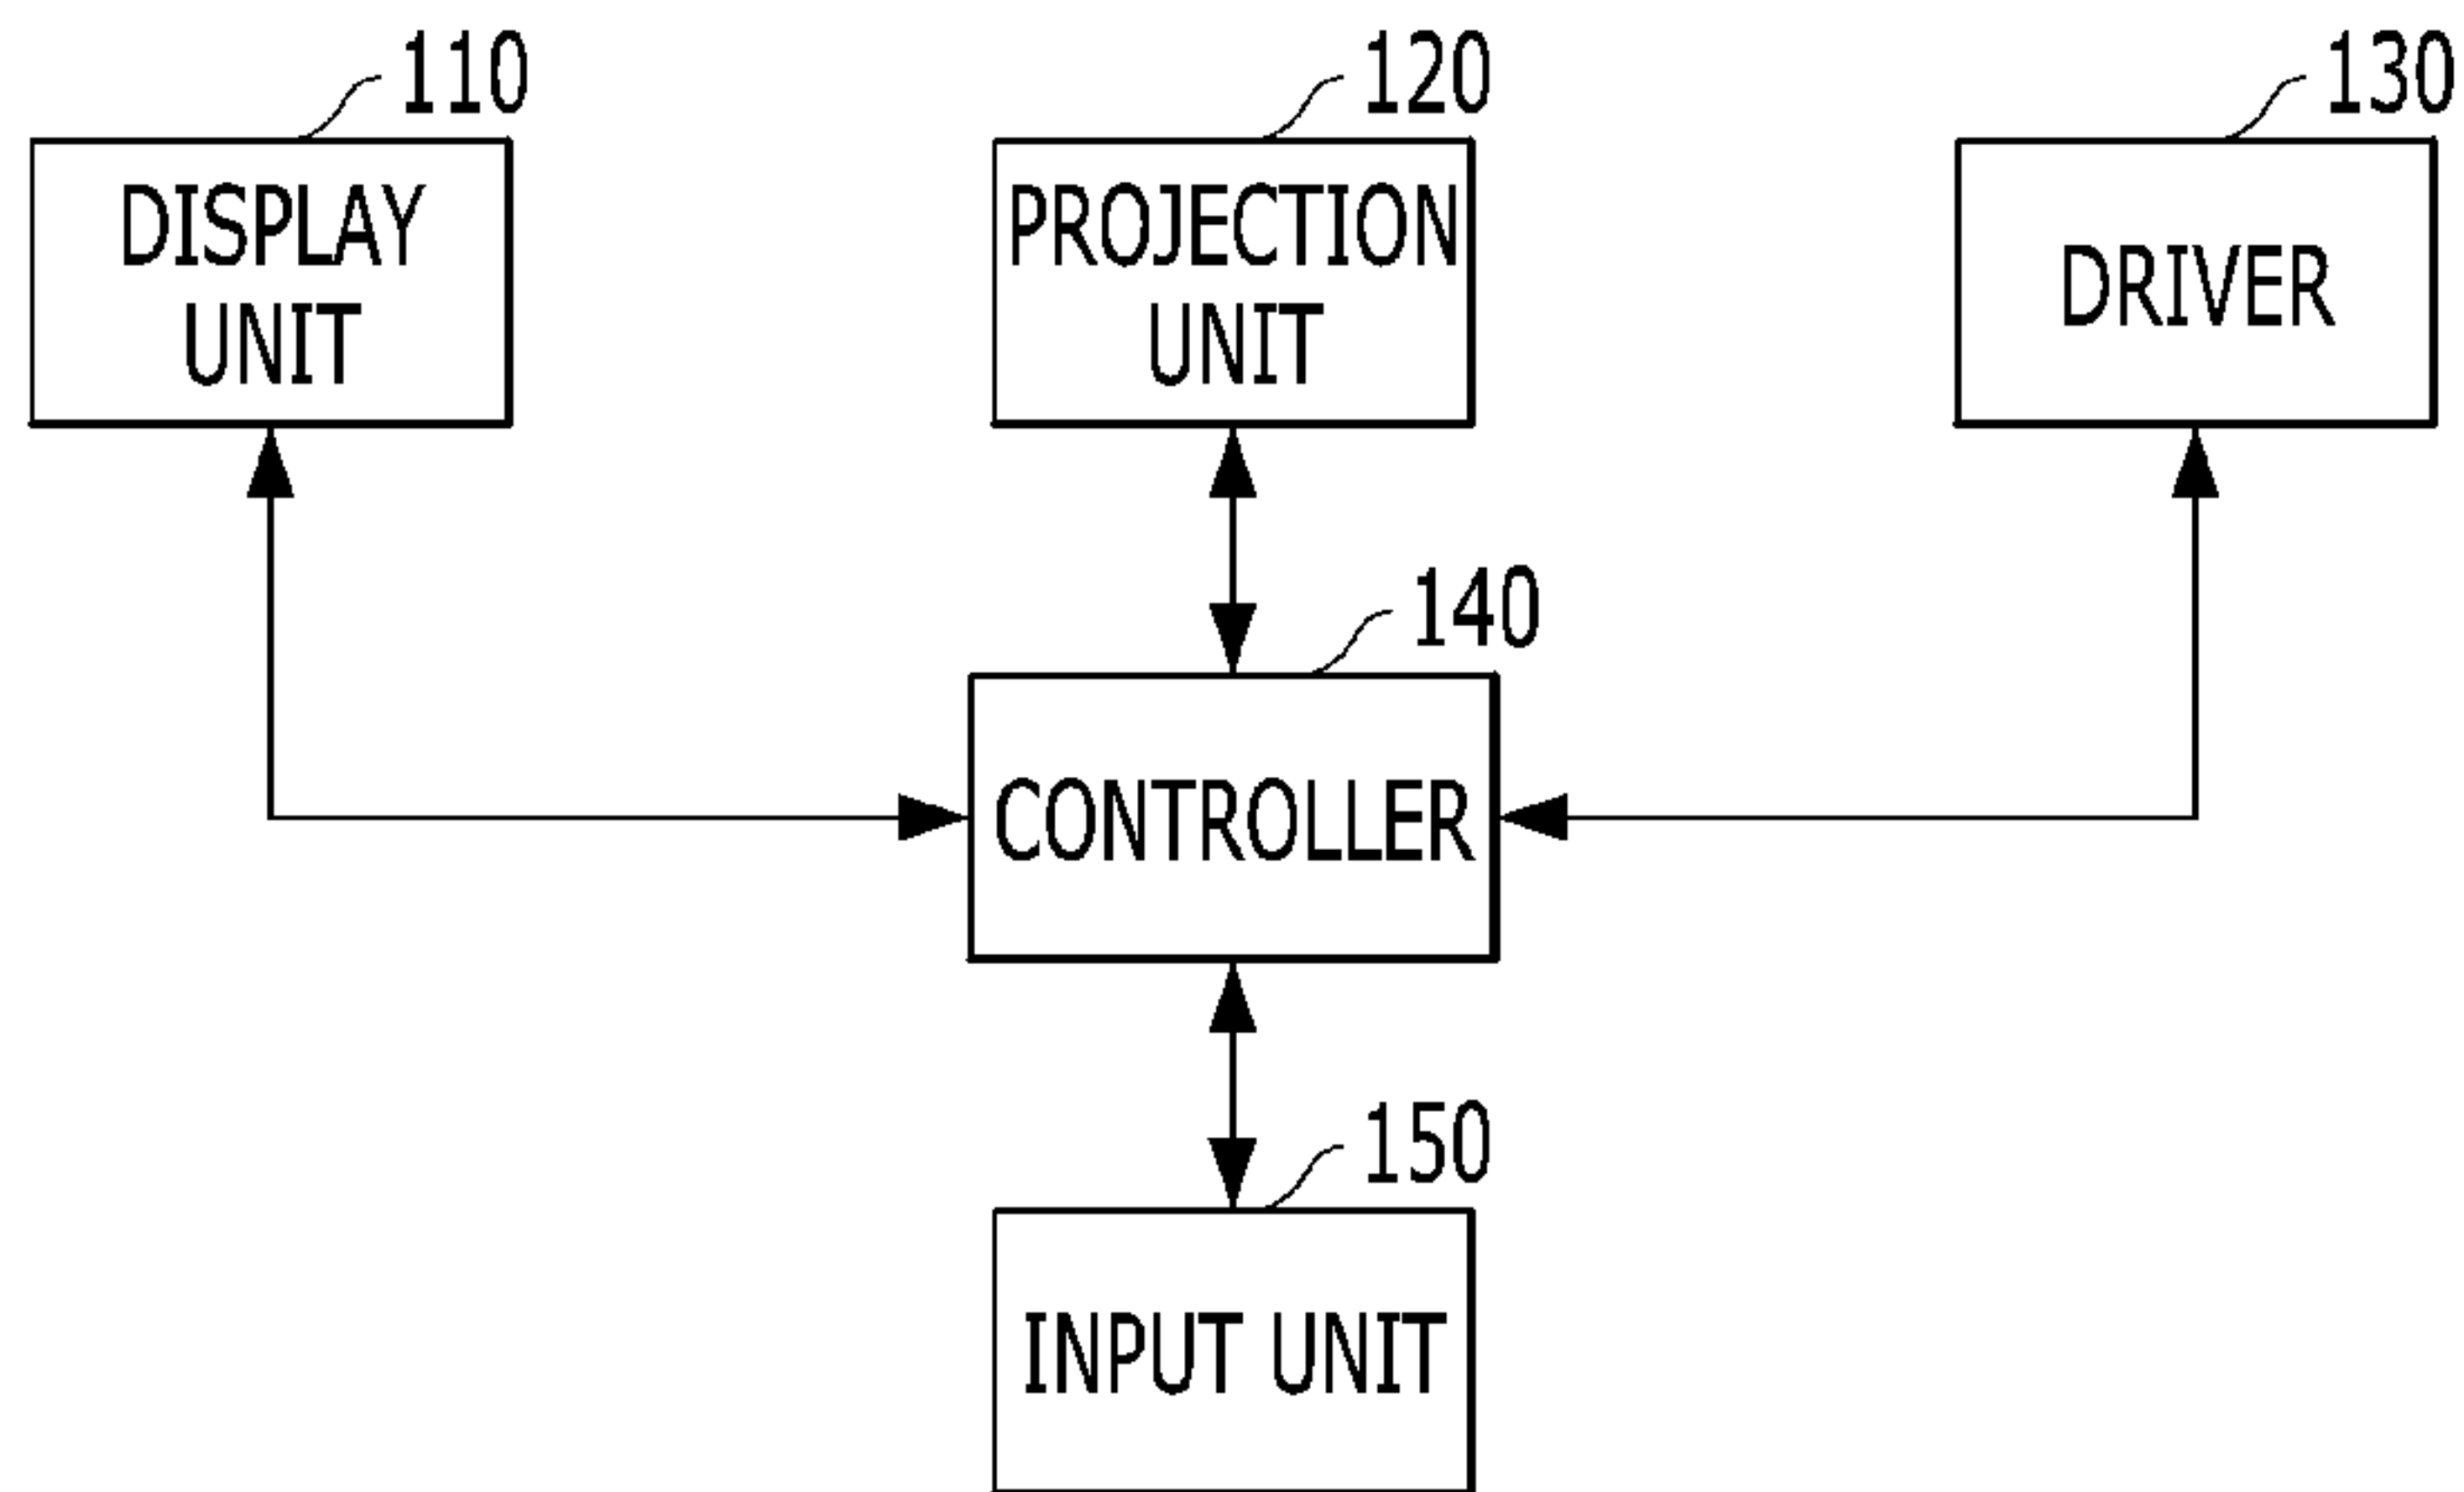 110
120
130
DISPLAY
UNIT
PROJECTION
UNIT
DRIVER
140
CONTROLLER
150
INPUT UNIT